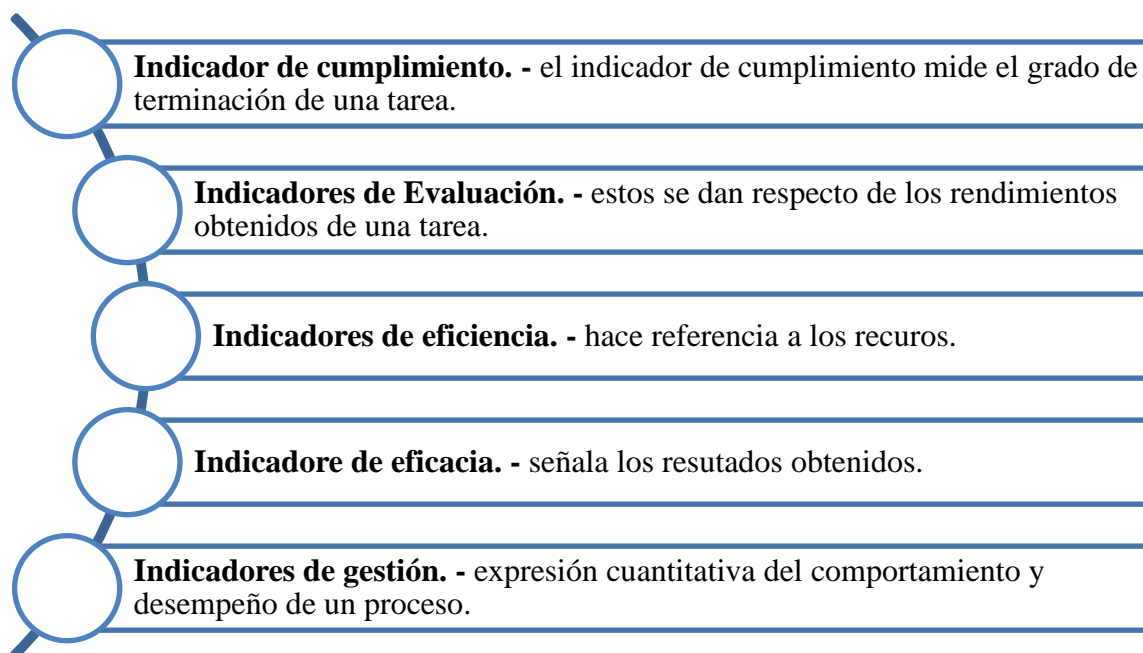 Indicador de cumplimiento. - el indicador de cumplimiento mide el grado de
terminación de una tarea.
Indicadores de Evaluación. - estos se dan respecto de los rendimientos
obtenidos de una tarea.
Indicadores de eficiencia. - hace referencia a los recuros.
Indicadore de eficacia. - señala los resutados obtenidos.
Indicadores de gestión. - expresión cuantitativa del comportamiento y
desempeño de un proceso.